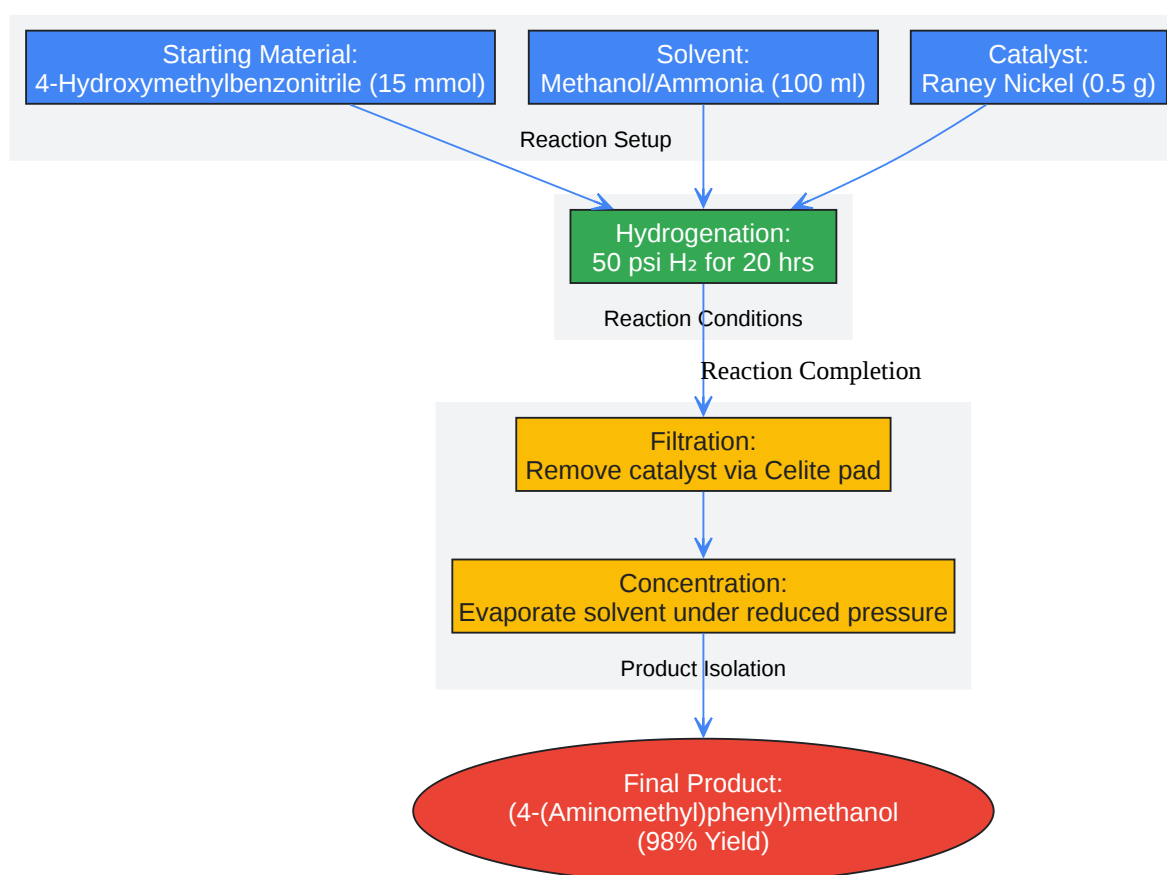 Starting Material:
4-Hydroxymethylbenzonitrile (15 mmol)
Solvent:
Methanol/Ammonia (100 ml)
Catalyst:
Raney Nickel (0.5 g)
Reaction Setup
Hydrogenation:
50 psi H₂ for 20 hrs
Reaction Conditions
Reaction Completion
Filtration:
Remove catalyst via Celite pad
Concentration:
Evaporate solvent under reduced pressure
Product Isolation
Final Product:
(4-(Aminomethyl)phenyl)methanol
(98% Yield)